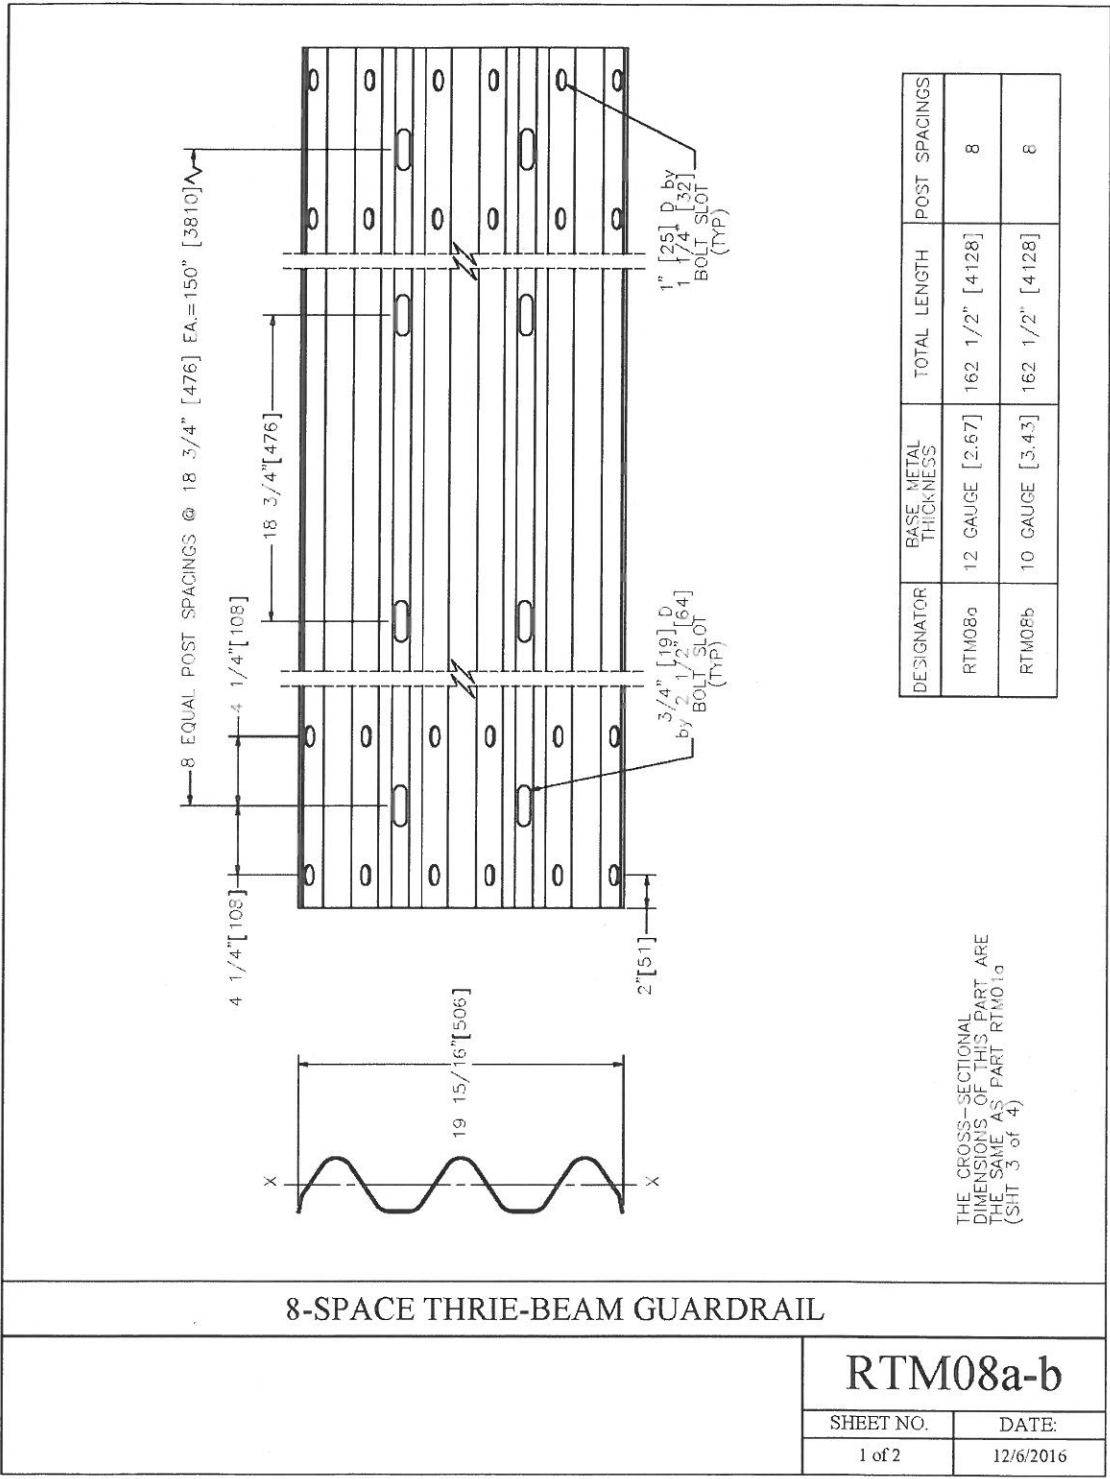 8 EQUAL POST SPACINGS @ 18 3/4" [476] EA.=150" [3810]
4 1/4"[108]
4 1/4"[108]
18 3/4"[476]
2"[51]
3/4" [19] D
by 2 1/2" [64]
BOLT SLOT
(TYP)
1" [25] D by
1 1/4" [32]
BOLT SLOT
(TYP)
X
X
19 15/16"[506]
DESIGNATOR
BASE METAL
THICKNESS
TOTAL LENGTH
POST SPACINGS
RTM08a
12 GAUGE [2.67]
162 1/2" [4128]
8
RTM08b
10 GAUGE [3.43]
162 1/2" [4128]
8
THE CROSS-SECTIONAL
DIMENSIONS OF THIS PART ARE
THE SAME AS PART RTM01a
(SHT 3 of 4)
8-SPACE THRIE-BEAM GUARDRAIL
RTM08a-b
SHEET NO.
DATE:
1 of 2
12/6/2016